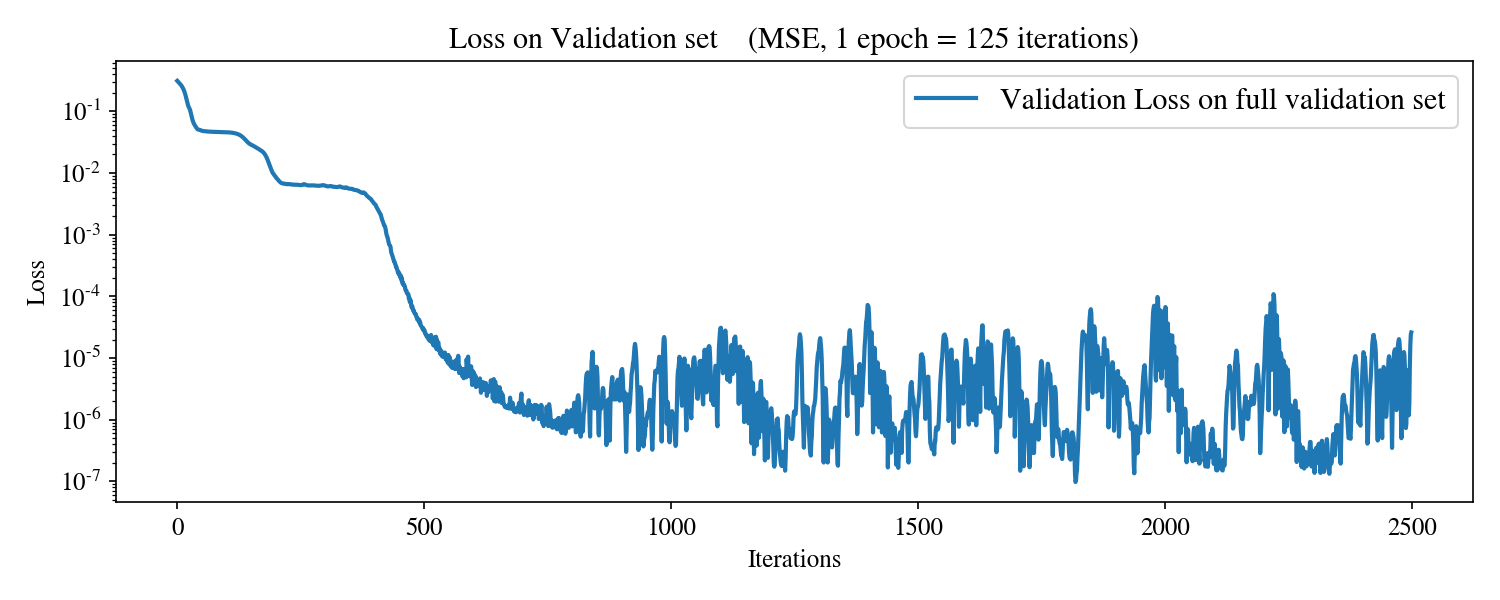 Loss on Validation set    (MSE, 1 epoch = 125 iterations)
Validation Loss on full validation set
Loss
10⁻¹
10⁻²
10⁻³
10⁻⁴
10⁻⁵
10⁻⁶
10⁻⁷
0 500 1000 1500 2000 2500
Iterations